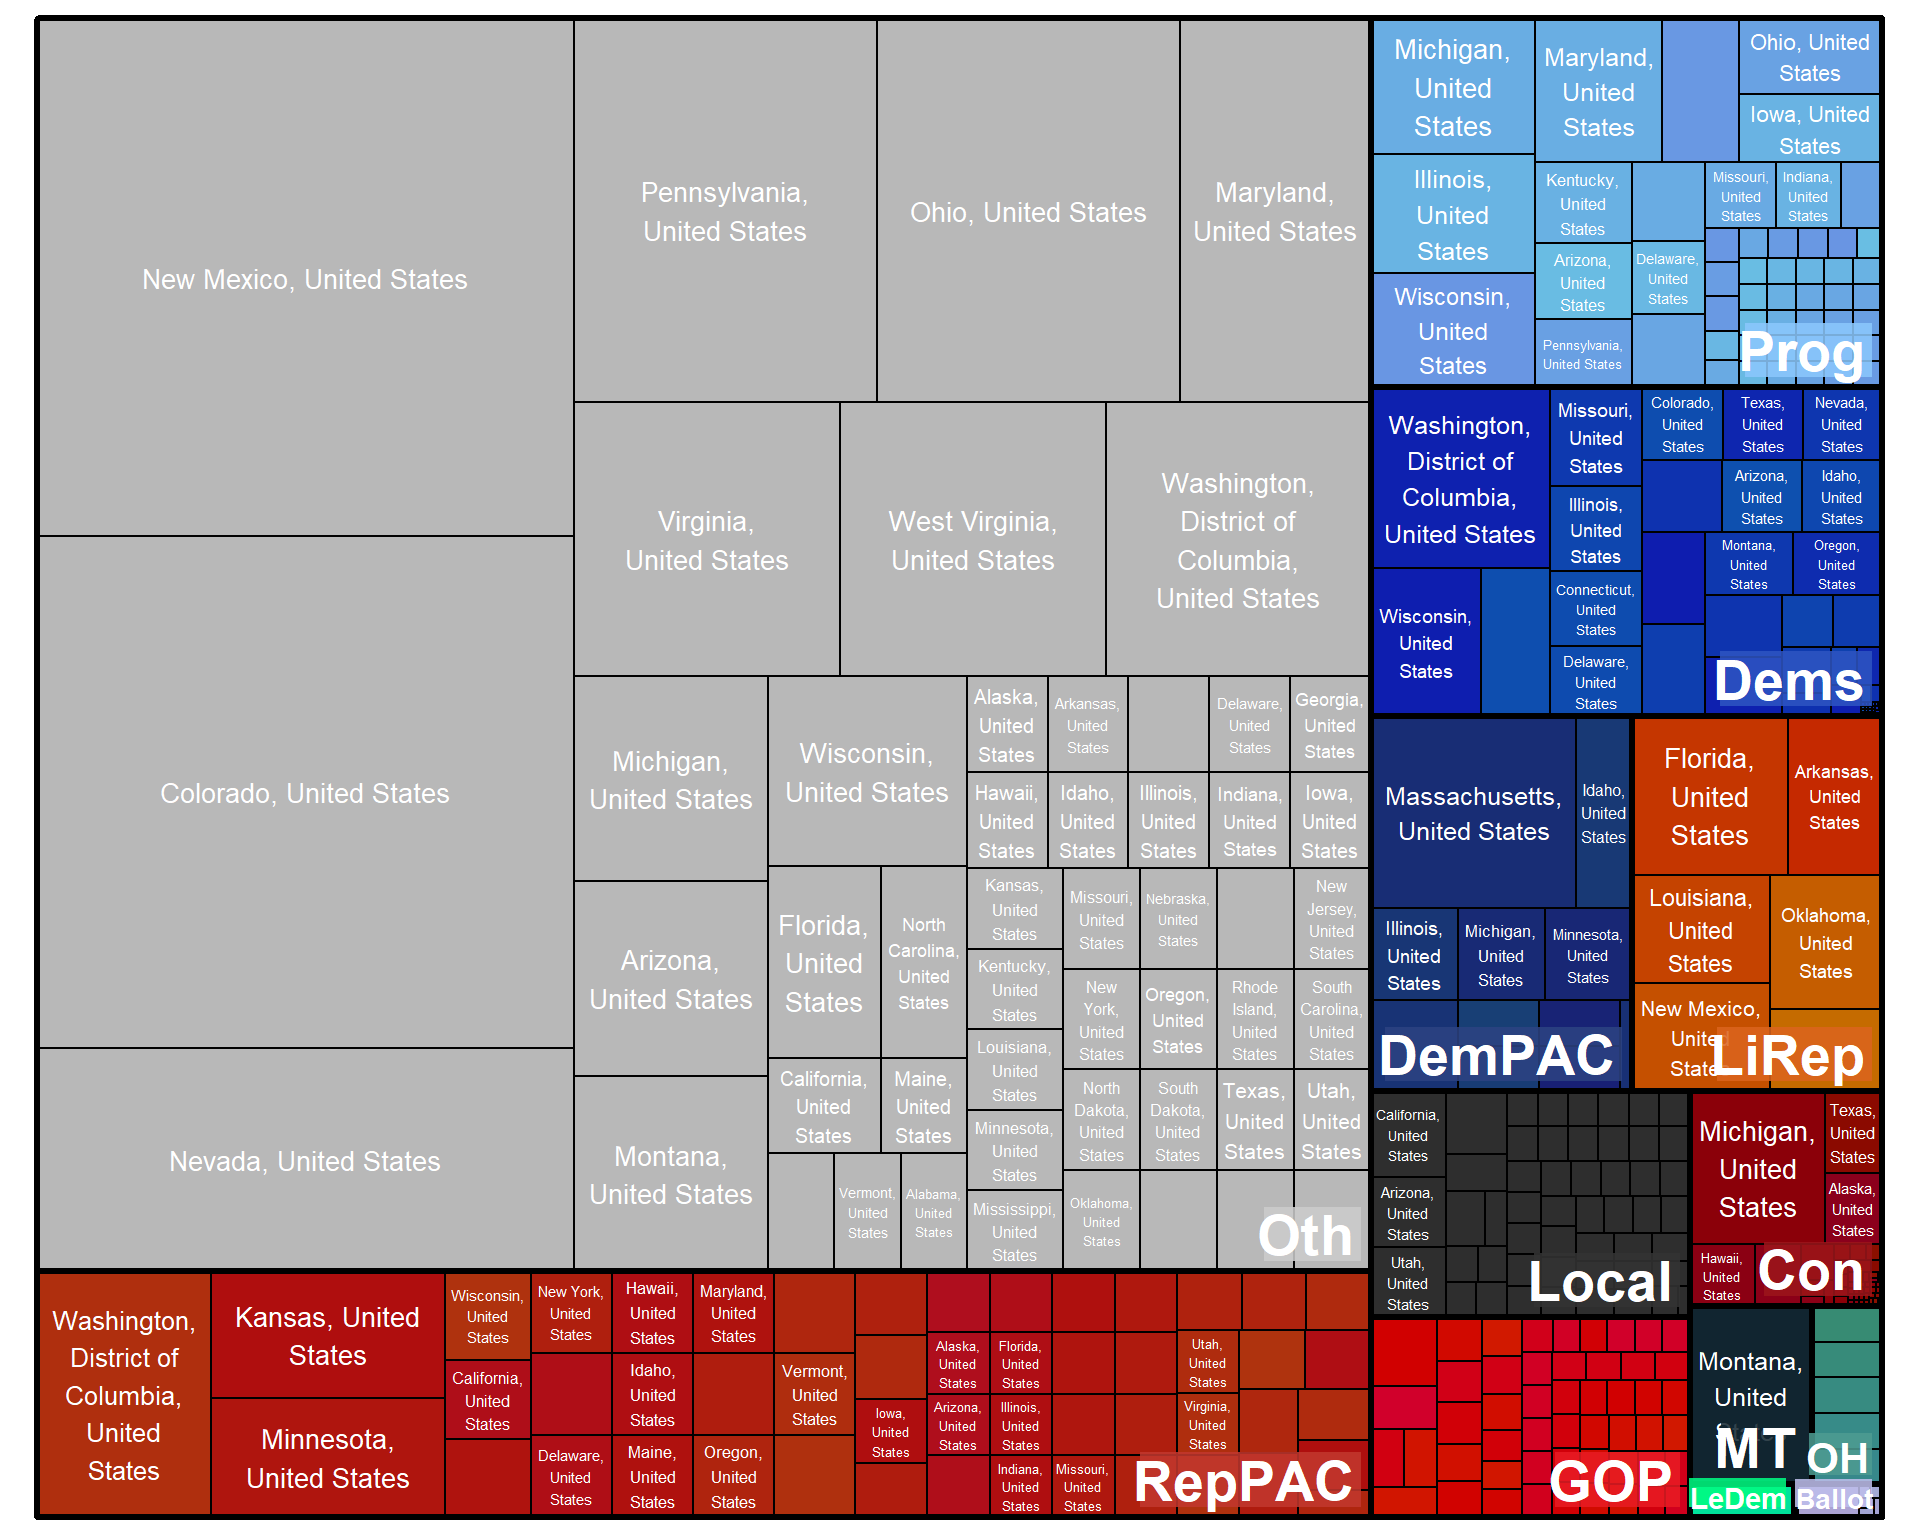 New Mexico, United States
Colorado, United States
Nevada, United States
Pennsylvania,
United States
Ohio, United States
Maryland,
United States
Virginia,
United States
West Virginia,
United States
Washington,
District of
Columbia,
United States
Michigan,
United States
Arizona,
United States
Montana,
United States
Wisconsin,
United States
Florida,
United
States
North
Carolina,
United
States
California,
United
States
Maine,
United
States
Vermont,
United
States
Alabama,
United
States
Alaska,
United
States
Arkansas,
United
States
Delaware,
United
States
Georgia,
United
States
Hawaii,
United
States
Idaho,
United
States
Illinois,
United
States
Indiana,
United
States
Iowa,
United
States
Kansas,
United
States
Kentucky,
United
States
Louisiana,
United
States
Minnesota,
United
States
Mississippi,
United
States
Missouri,
United
States
Nebraska,
United
States
New
Jersey,
United
States
New
York,
United
States
Oregon,
United
States
Rhode
Island,
United
States
South
Carolina,
United
States
North
Dakota,
United
States
South
Dakota,
United
States
Texas,
United
States
Utah,
United
States
Oklahoma,
United
States
Oth
Washington,
District of
Columbia,
United
States
Kansas, United
States
Minnesota,
United States
Wisconsin,
United
States
California,
United
States
New York,
United
States
Delaware,
United
States
Hawaii,
United
States
Idaho,
United
States
Maine,
United
States
Maryland,
United
States
Oregon,
United
States
Vermont,
United
States
Iowa,
United
States
Alaska,
United
States
Arizona,
United
States
Florida,
United
States
Illinois,
United
States
Indiana,
United
States
Missouri,
United
States
Utah,
United
States
Virginia,
United
States
RepPAC
Michigan,
United
States
Illinois,
United
States
Wisconsin,
United
States
Maryland,
United
States
Ohio, United
States
Iowa, United
States
Kentucky,
United
States
Arizona,
United
States
Pennsylvania,
United States
Delaware,
United
States
Missouri,
United
States
Indiana,
United
States
Prog
Washington,
District of
Columbia,
United States
Wisconsin,
United
States
Missouri,
United
States
Illinois,
United
States
Connecticut,
United
States
Delaware,
United
States
Colorado,
United
States
Texas,
United
States
Nevada,
United
States
Arizona,
United
States
Idaho,
United
States
Montana,
United
States
Oregon,
United
States
Dems
Massachusetts,
United States
Idaho,
United
States
Illinois,
United
States
Michigan,
United
States
Minnesota,
United
States
DemPAC
Florida,
United
States
Arkansas,
United
States
Louisiana,
United
States
Oklahoma,
United
States
New Mexico,
United
States
LiRep
California,
United
States
Arizona,
United
States
Utah,
United
States
Local
Michigan,
United
States
Texas,
United
States
Alaska,
United
States
Hawaii,
United
States
Con
GOP
Montana,
United
States
MT
OH
LeDem
Ballot